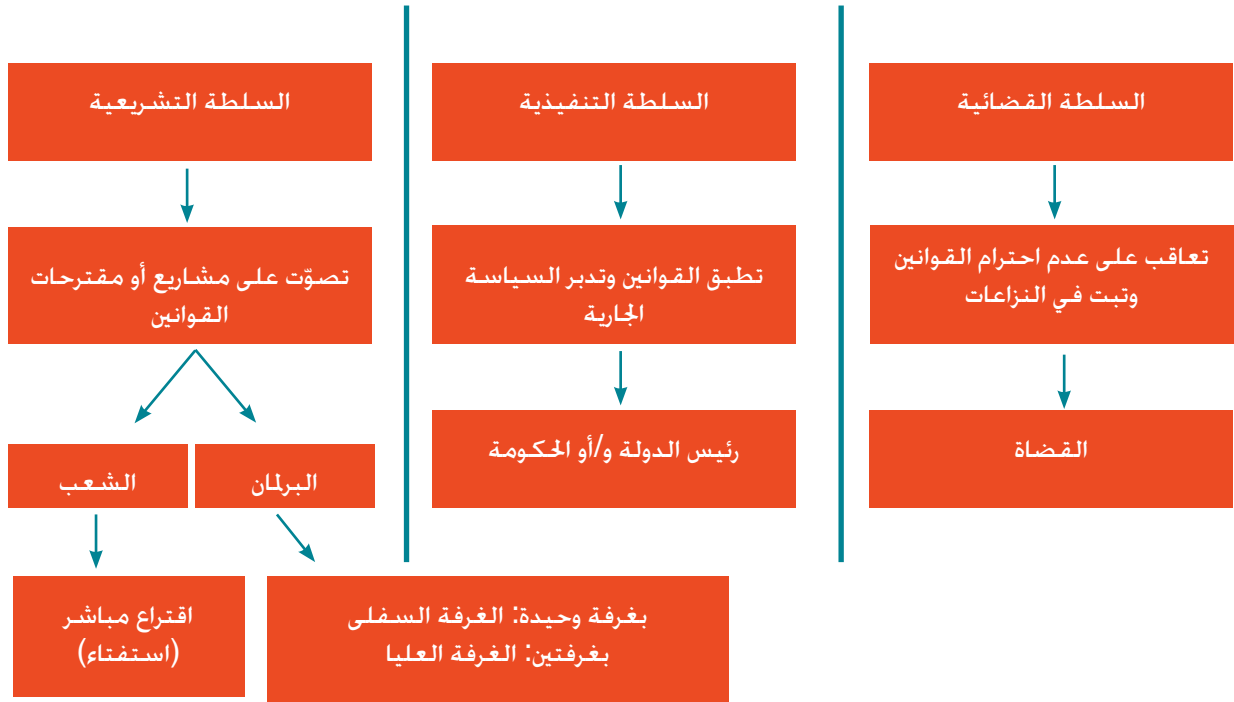 السلطة القضائية
تعاقب على عدم احترام القوانين
وتبت في النزاعات
القضاة
السلطة التنفيذية
تطبق القوانين وتدبر السياسة
الجارية
رئيس الدولة و/أو الحكومة
السلطة التشريعية
تصوّت على مشاريع أو مقترحات
القوانين
البرلمان
الشعب
بغرفة وحيدة: الغرفة السفلى
بغرفتين: الغرفة العليا
اقتراع مباشر
(استفتاء)